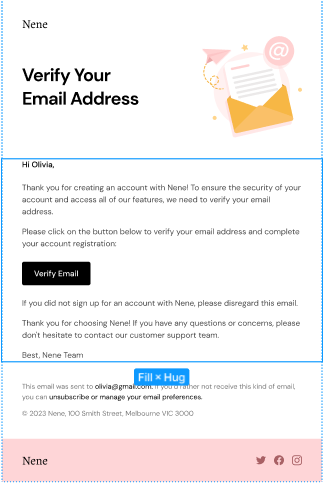 Nene
Verify Your
Email Address
Hi Olivia,
Thank you for creating an account with Nene! To ensure the security of your
account and access all of our features, we need to verify your email
address.
Please click on the button below to verify your email address and complete
your account registration:
Verify Email
If you did not sign up for an account with Nene, please disregard this email.
Thank you for choosing Nene! If you have any questions or concerns, please
don't hesitate to contact our customer support team.
Best, Nene Team
Fill × Hug
This email was sent to olivia@gmail.com. If you'd rather not receive this kind of email,
you can unsubscribe or manage your email preferences.
© 2023 Nene, 100 Smith Street, Melbourne VIC 3000
Nene